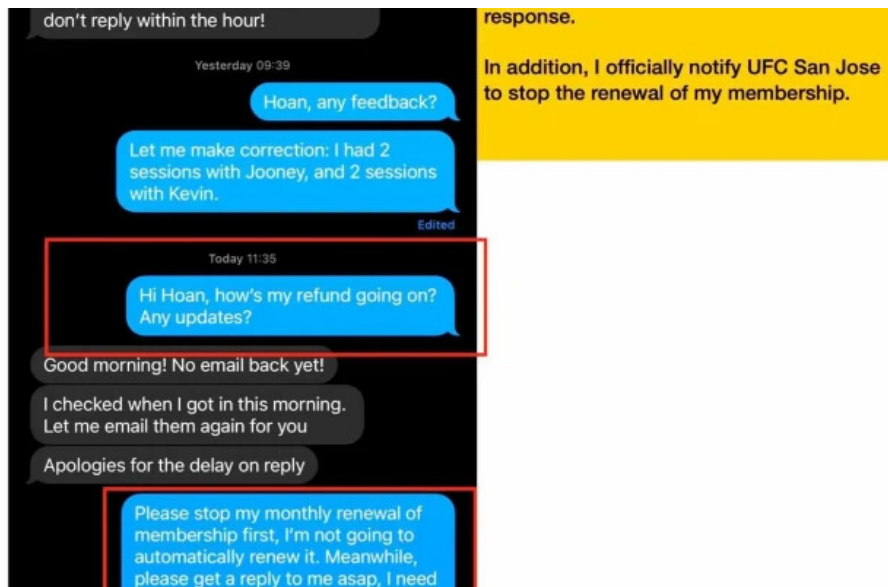 don't reply within the hour!
Yesterday 09:39
Hoan, any feedback?
Let me make correction: I had 2
sessions with Jooney, and 2 sessions
with Kevin.
Edited
Today 11:35
Hi Hoan, how's my refund going on?
Any updates?
Good morning! No email back yet!
I checked when I got in this morning.
Let me email them again for you
Apologies for the delay on reply
Please stop my monthly renewal of
membership first, I'm not going to
automatically renew it. Meanwhile,
please get a reply to me asap, I need
response.
In addition, I officially notify UFC San Jose
to stop the renewal of my membership.